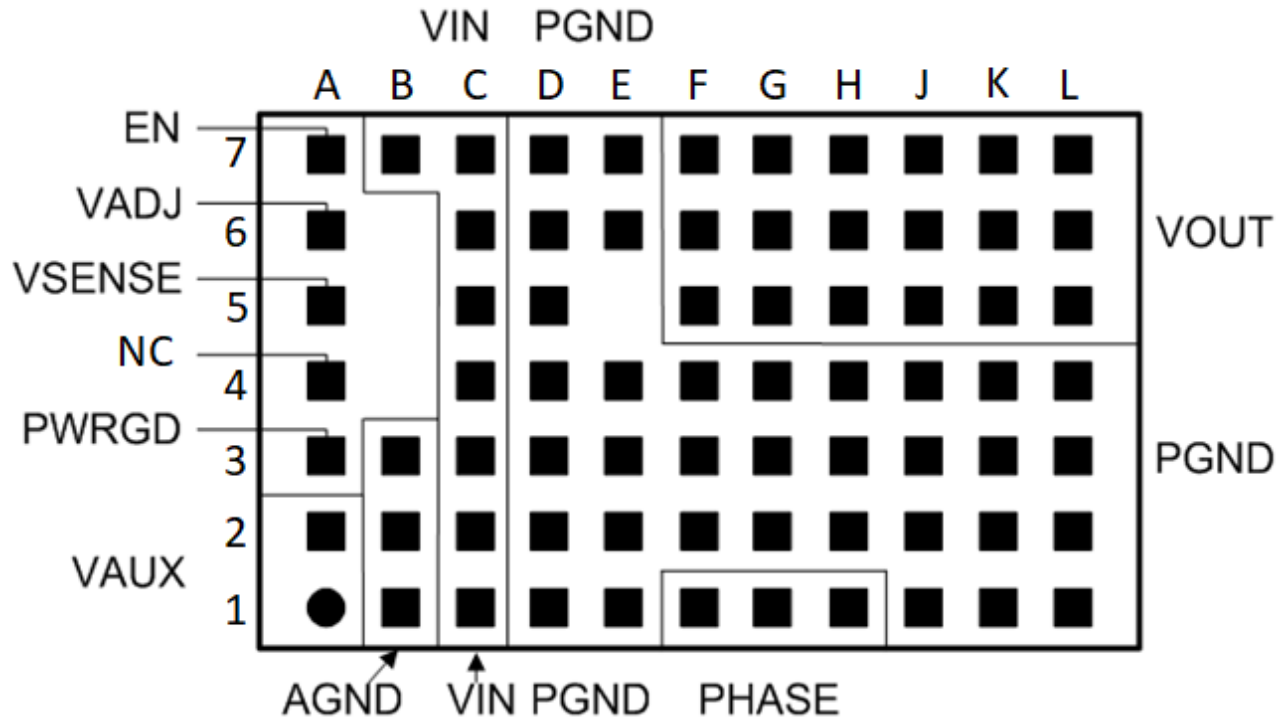 VIN PGND
A B C D E F G H J K L
EN 7
VADJ 6
VOUT
VSENSE 5
NC 4
PWRGD 3
PGND
2
VAUX
1
AGND VIN PGND PHASE